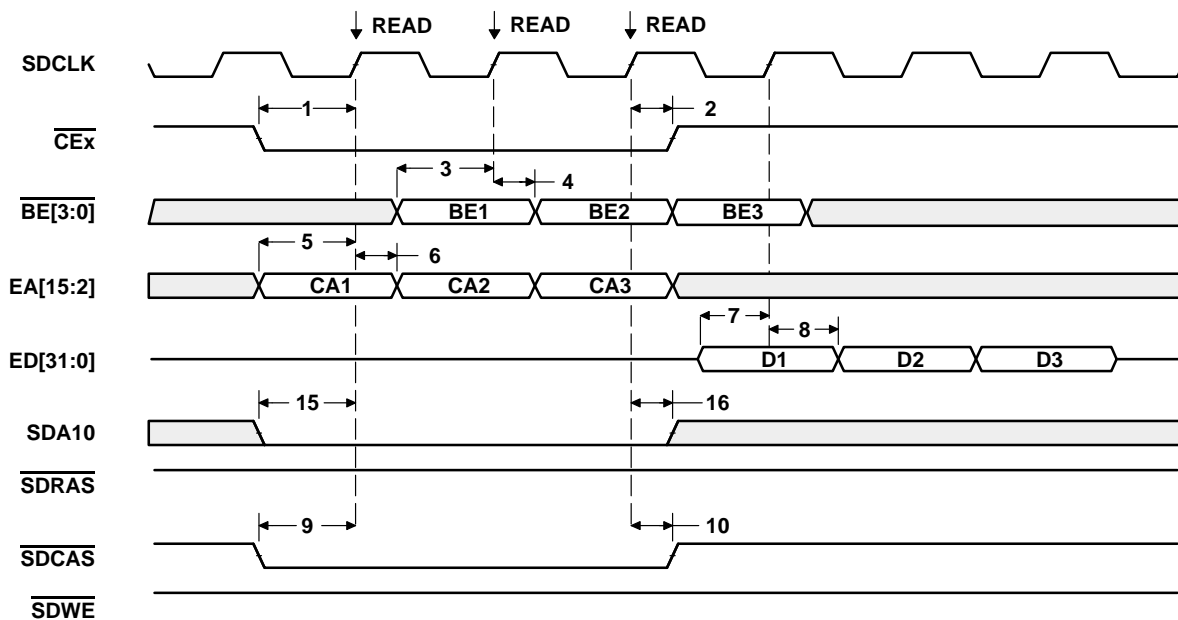 READ READ READ
SDCLK
1 2
CEx
3 4
BE[3:0] BE1 BE2 BE3
5 6
EA[15:2] CA1 CA2 CA3
7 8
ED[31:0] D1 D2 D3
15 16
SDA10
SDRAS
9 10
SDCAS
SDWE